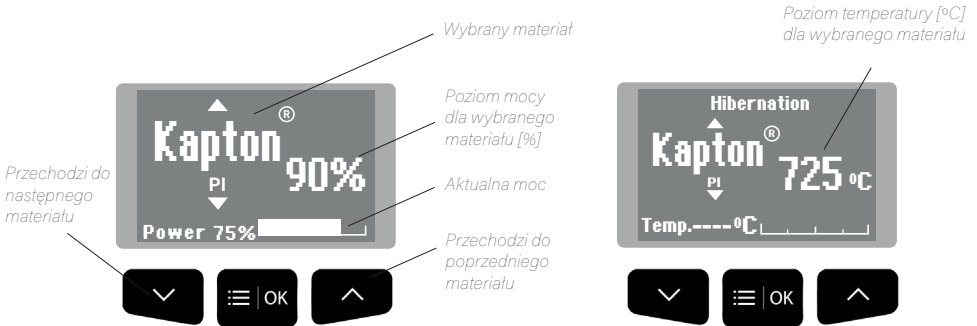 Wybrany materiał
Poziom temperatury [ºC]
dla wybranego materiału
Kapton®
PI
90%
Power 75%
Poziom mocy
dla wybranego
materiału [%]
Aktualna moc
Przechodzi do
następnego
materiału
Przechodzi do
poprzedniego
materiału
OK
Hibernation
Kapton®
PI
725 ºC
Temp.----ºC
OK